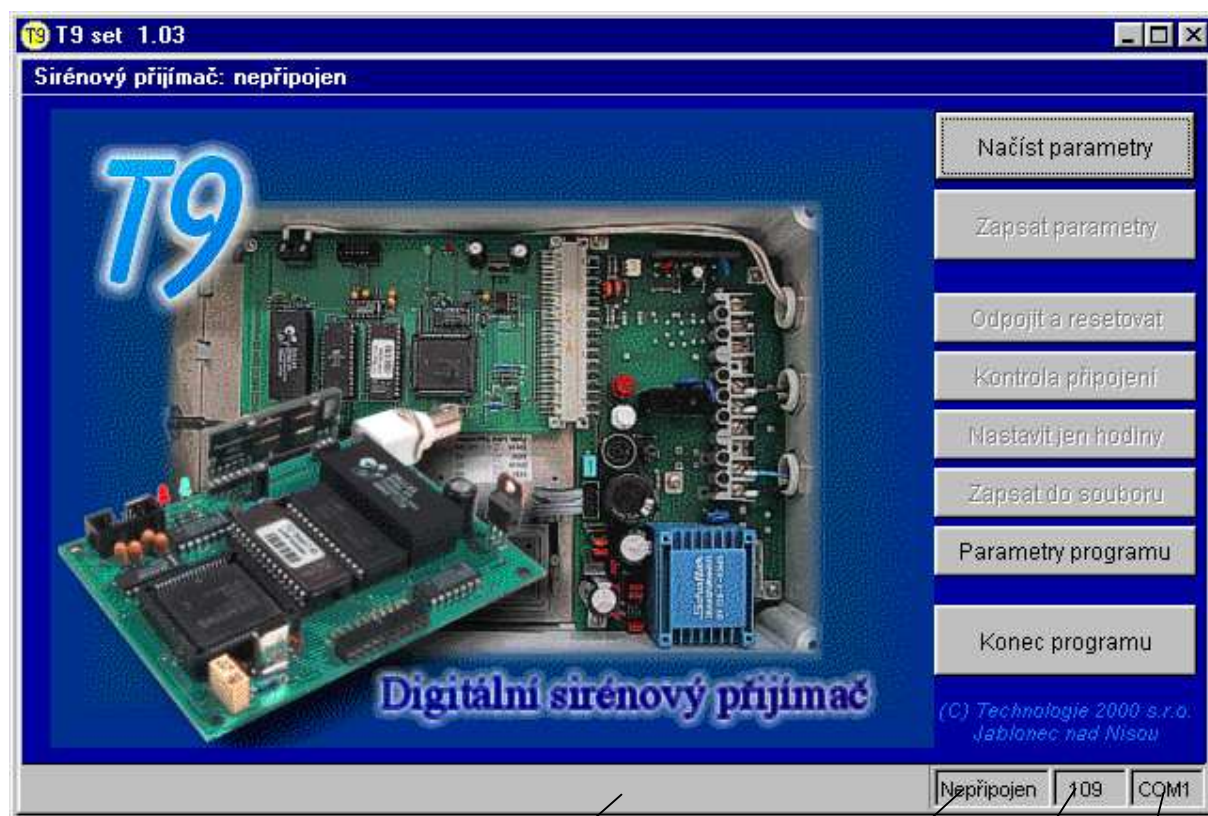 T9 T9 set 1.03
Sirénový přijímač: nepřipojen
T9
Načíst parametry
Zapsat parametry
Odpojit a resetovat
Kontrola připojení
Nastavit jen hodiny
Zapsat do souboru
Parametry programu
Konec programu
Digitální sirénový přijímač
(C) Technologie 2000 s.r.o.
Jablonec nad Nisou
Nepřipojen 109 COM1